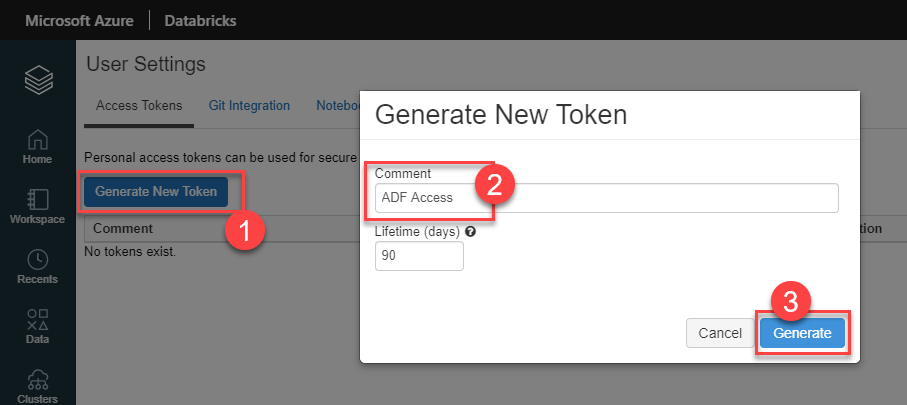 Microsoft Azure | Databricks
User Settings
Access Tokens Git Integration Notebo
Home
Workspace
Recents
Data
Clusters
Personal access tokens can be used for secure
Generate New Token
1
Comment
tion
No tokens exist.
Generate New Token
Comment
2
ADF Access
Lifetime (days) ?
90
3
Cancel Generate